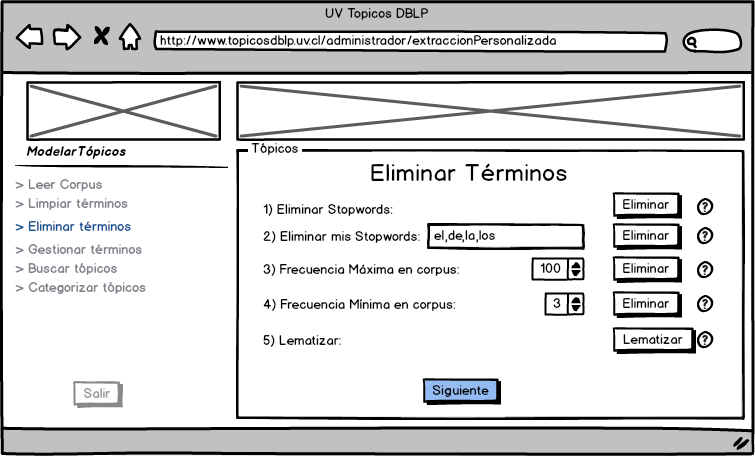 UV Topicos DBLP
http://www.topicosdblp.uv.cl/administrador/extraccionPersonalizada
Modelar Tópicos
> Leer Corpus
> Limpiar términos
> Eliminar términos
> Gestionar términos
> Buscar tópicos
> Categorizar tópicos
Salir
Tópicos
Eliminar Términos
1) Eliminar Stopwords: Eliminar ?
2) Eliminar mis Stopwords: el,de,la,los Eliminar ?
3) Frecuencia Máxima en corpus: 100 Eliminar ?
4) Frecuencia Mínima en corpus: 3 Eliminar ?
5) Lematizar: Lematizar ?
Siguiente